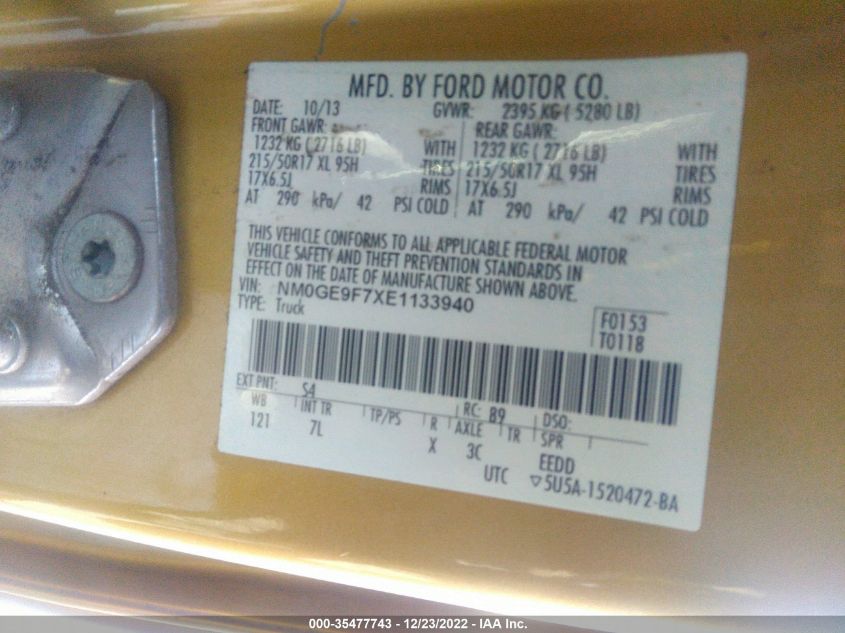 MFD. BY FORD MOTOR CO.
DATE: 10/13 GVWR: 2395 KG ( 5280 LB)
FRONT GAWR: REAR GAWR:
1232 KG ( 2716 LB) WITH 1232 KG ( 2716 LB) WITH
215/50R17 XL 95H TIRES 215/50R17 XL 95H TIRES
17X6.5J RIMS 17X6.5J RIMS
AT 290 kPa/ 42 PSI COLD AT 290 kPa/ 42 PSI COLD
THIS VEHICLE CONFORMS TO ALL APPLICABLE FEDERAL MOTOR
VEHICLE SAFETY AND THEFT PREVENTION STANDARDS IN
EFFECT ON THE DATE OF MANUFACTURE SHOWN ABOVE.
VIN: NM0GE9F7XE1133940
TYPE: Truck
F0153
T0118
EXT PNT: S4 RC: 89 DSO:
WB INT TR TP/PS R AXLE TR SPR
121 7L X 3C EEDD
UTC ▽5U5A-1520472-BA
000-35477743 - 12/23/2022 - IAA Inc.